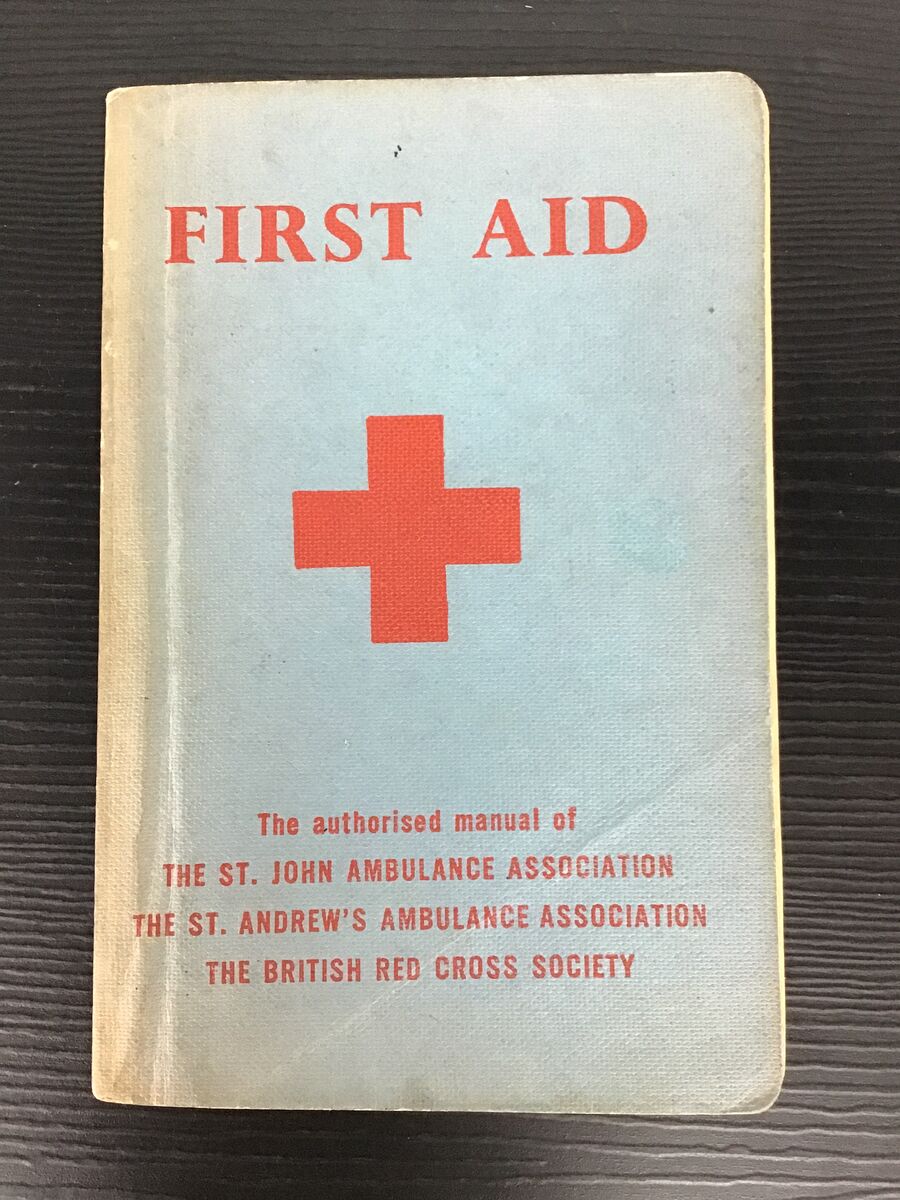 FIRST AID
The authorised manual of
THE ST. JOHN AMBULANCE ASSOCIATION
THE ST. ANDREW'S AMBULANCE ASSOCIATION
THE BRITISH RED CROSS SOCIETY